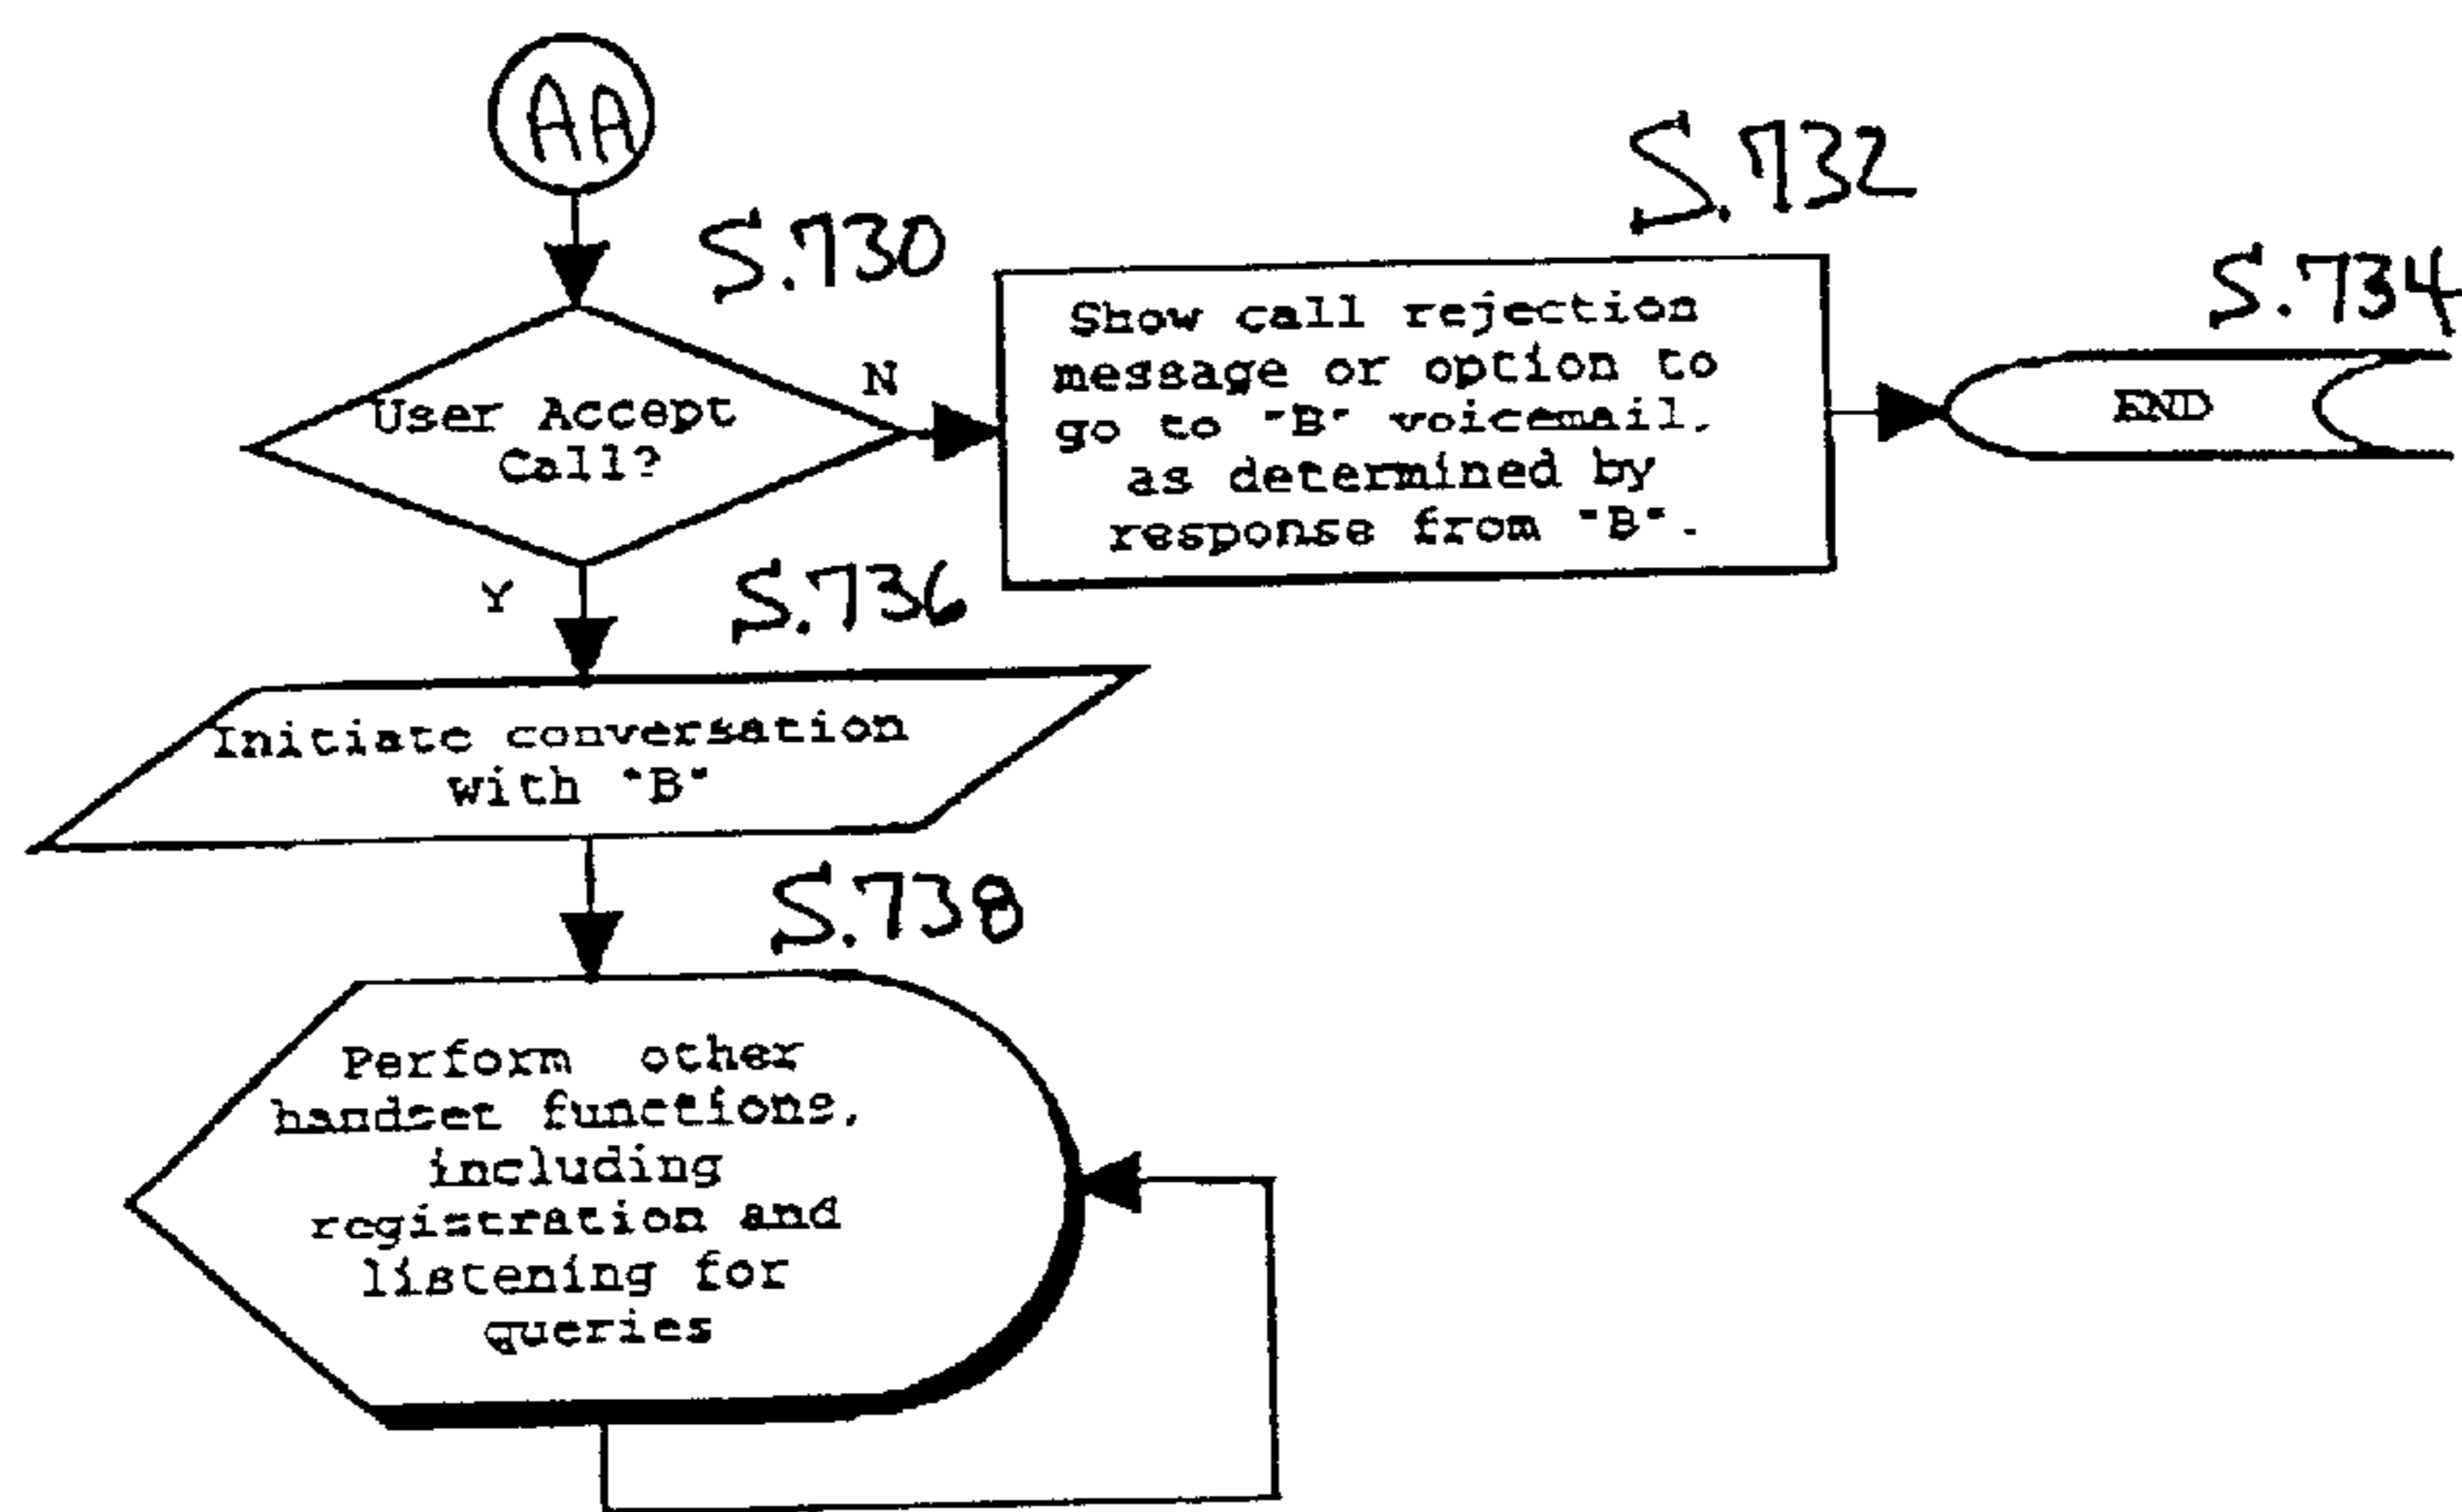 AA
S.730
User Accept
Call?
N
Y
S.732
Show call rejection
message or option to
go to "B" voicemail,
as determined by
response from "B".
S.734
END
S.736
Initiate conversation
with "B"
S.738
Perform other
handset functions,
including
registration and
listening for
queries